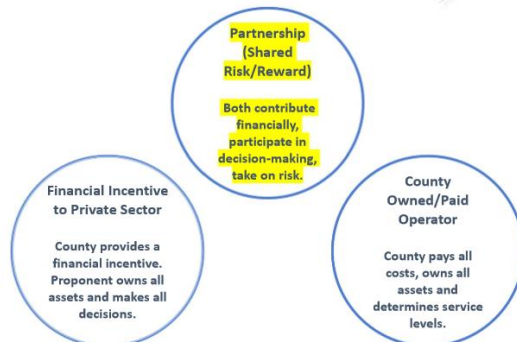 Partnership
(Shared
Risk/Reward)
Both contribute
financially,
participate in
decision-making,
take on risk.
Financial Incentive
to Private Sector
County provides a
financial incentive.
Proponent owns all
assets and makes all
decisions.
County
Owned/Paid
Operator
County pays all
costs, owns all
assets and
determines service
levels.